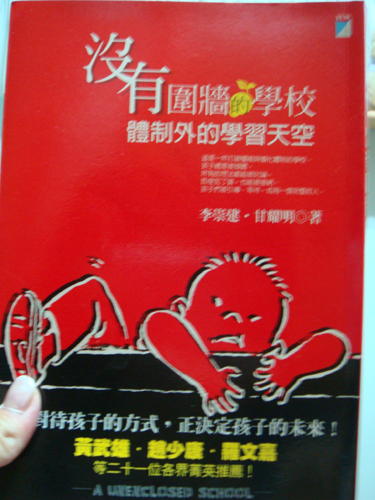 沒有圍牆的學校
體制外的學習天空
李崇建・甘耀明◎著
對待孩子的方式，正決定孩子的未來！
黃武雄・趙少康・羅文嘉
等二十一位各界菁英推薦！
A UNENCLOSED SCHOOL